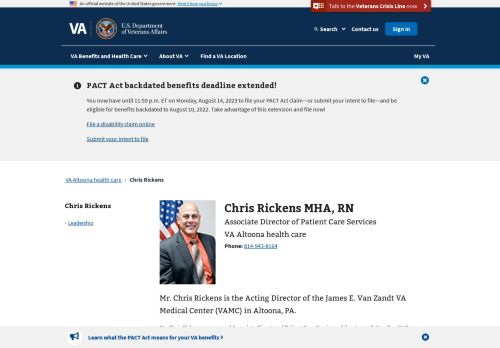 An official website of the United States government Here's how you know
Talk to the Veterans Crisis Line now
VA
U.S. Department
of Veterans Affairs
Search
Contact us
Sign in
VA Benefits and Health Care
About VA
Find a VA Location
My VA
PACT Act backdated benefits deadline extended!
You now have until 11:59 p.m. ET on Monday, August 14, 2023 to file your PACT Act claim—or submit your intent to file—and be
eligible for benefits backdated to August 10, 2022. Take advantage of this extension and file now!
File a disability claim online
Submit your intent to file
VA Altoona health care › Chris Rickens
Chris Rickens
› Leadership
Chris Rickens MHA, RN
Associate Director of Patient Care Services
VA Altoona health care
Phone: 814-943-8164
Mr. Chris Rickens is the Acting Director of the James E. Van Zandt VA
Medical Center (VAMC) in Altoona, PA.
Learn what the PACT Act means for your VA benefits